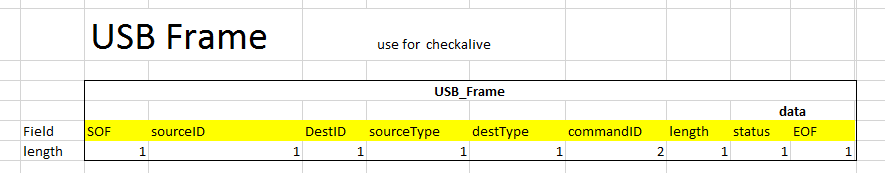 USB Frame
use for checkalive
USB_Frame
data
Field SOF sourceID DestID sourceType destType commandID length status EOF
length 1 1 1 1 1 2 1 1 1